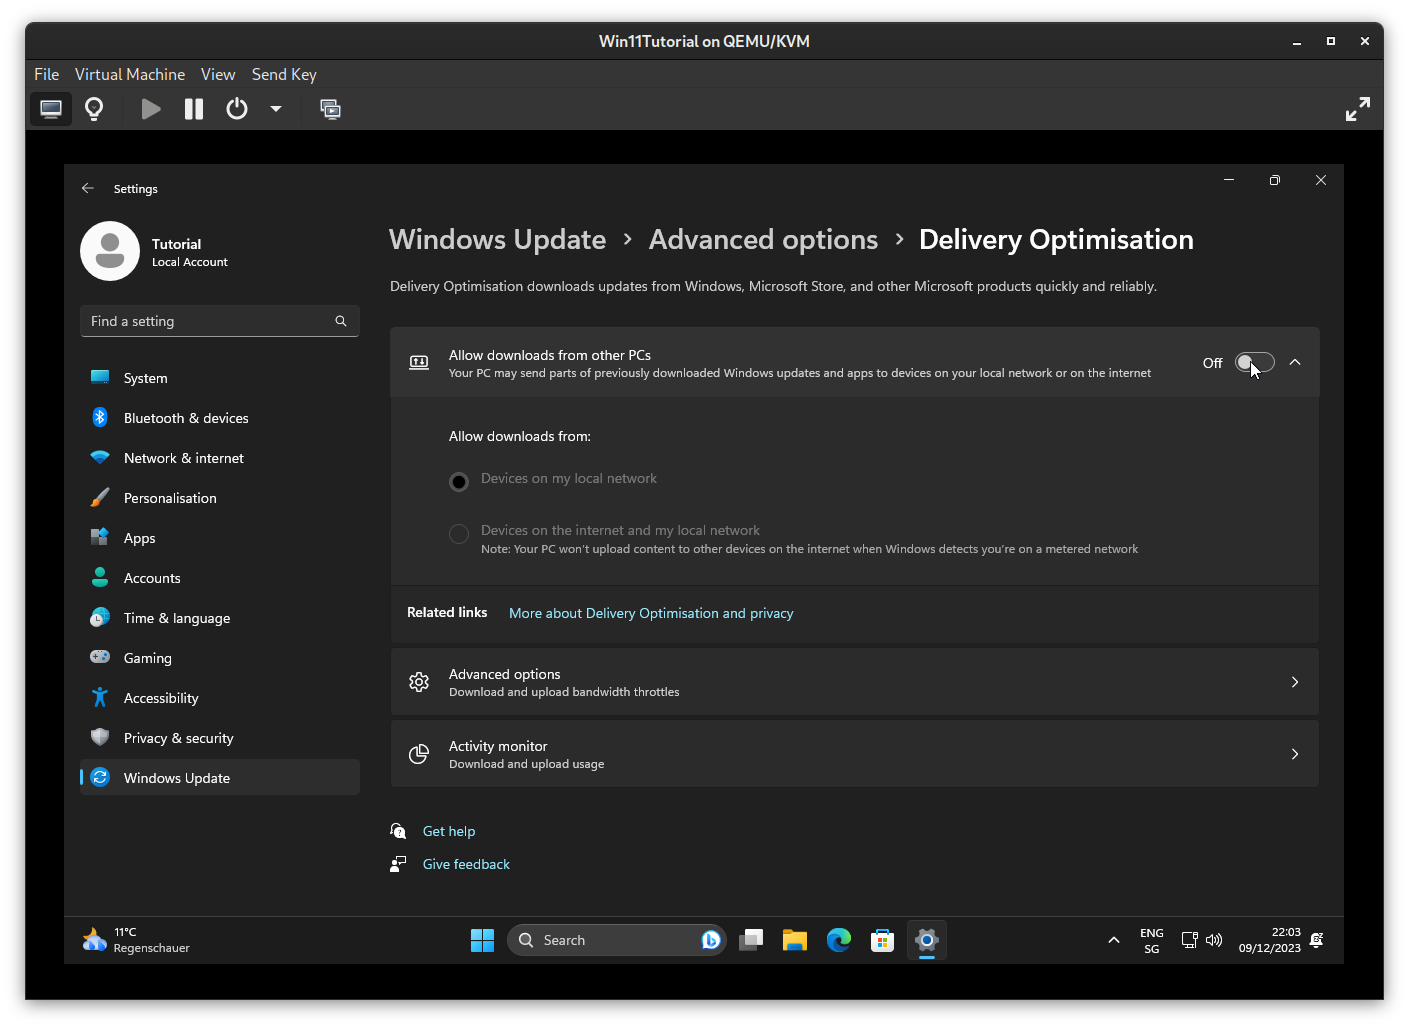 Win11Tutorial on QEMU/KVM
File Virtual Machine View Send Key
Settings
Tutorial
Local Account
Find a setting
System
Bluetooth & devices
Network & internet
Personalisation
Apps
Accounts
Time & language
Gaming
Accessibility
Privacy & security
Windows Update
Windows Update › Advanced options › Delivery Optimisation
Delivery Optimisation downloads updates from Windows, Microsoft Store, and other Microsoft products quickly and reliably.
Allow downloads from other PCs
Your PC may send parts of previously downloaded Windows updates and apps to devices on your local network or on the internet
Off
Allow downloads from:
Devices on my local network
Devices on the internet and my local network
Note: Your PC won't upload content to other devices on the internet when Windows detects you're on a metered network
Related links More about Delivery Optimisation and privacy
Advanced options
Download and upload bandwidth throttles
Activity monitor
Download and upload usage
Get help
Give feedback
11°C
Regenschauer
Search
ENG
SG
22:03
09/12/2023